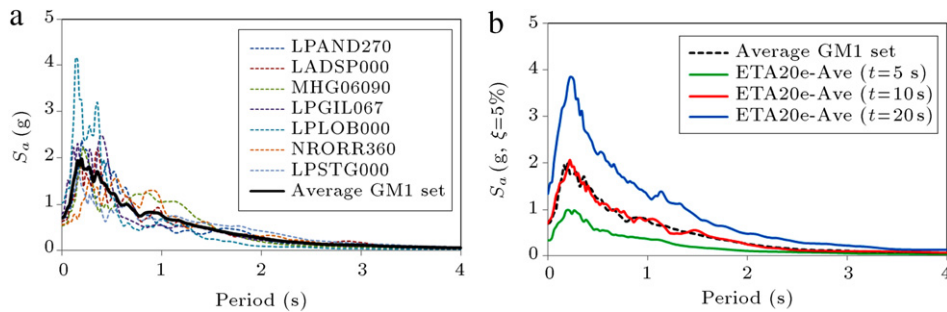 a
5
4
3
2
1
0
Sa (g)
0 1 2 3 4
Period (s)
LPAND270
LADSP000
MHG06090
LPGIL067
LPLOB000
NRORR360
LPSTG000
Average GM1 set
b
5
4
3
2
1
0
Sa (g, ξ=5%)
0 1 2 3 4
Period (s)
Average GM1 set
ETA20e-Ave (t=5 s)
ETA20e-Ave (t=10 s)
ETA20e-Ave (t=20 s)